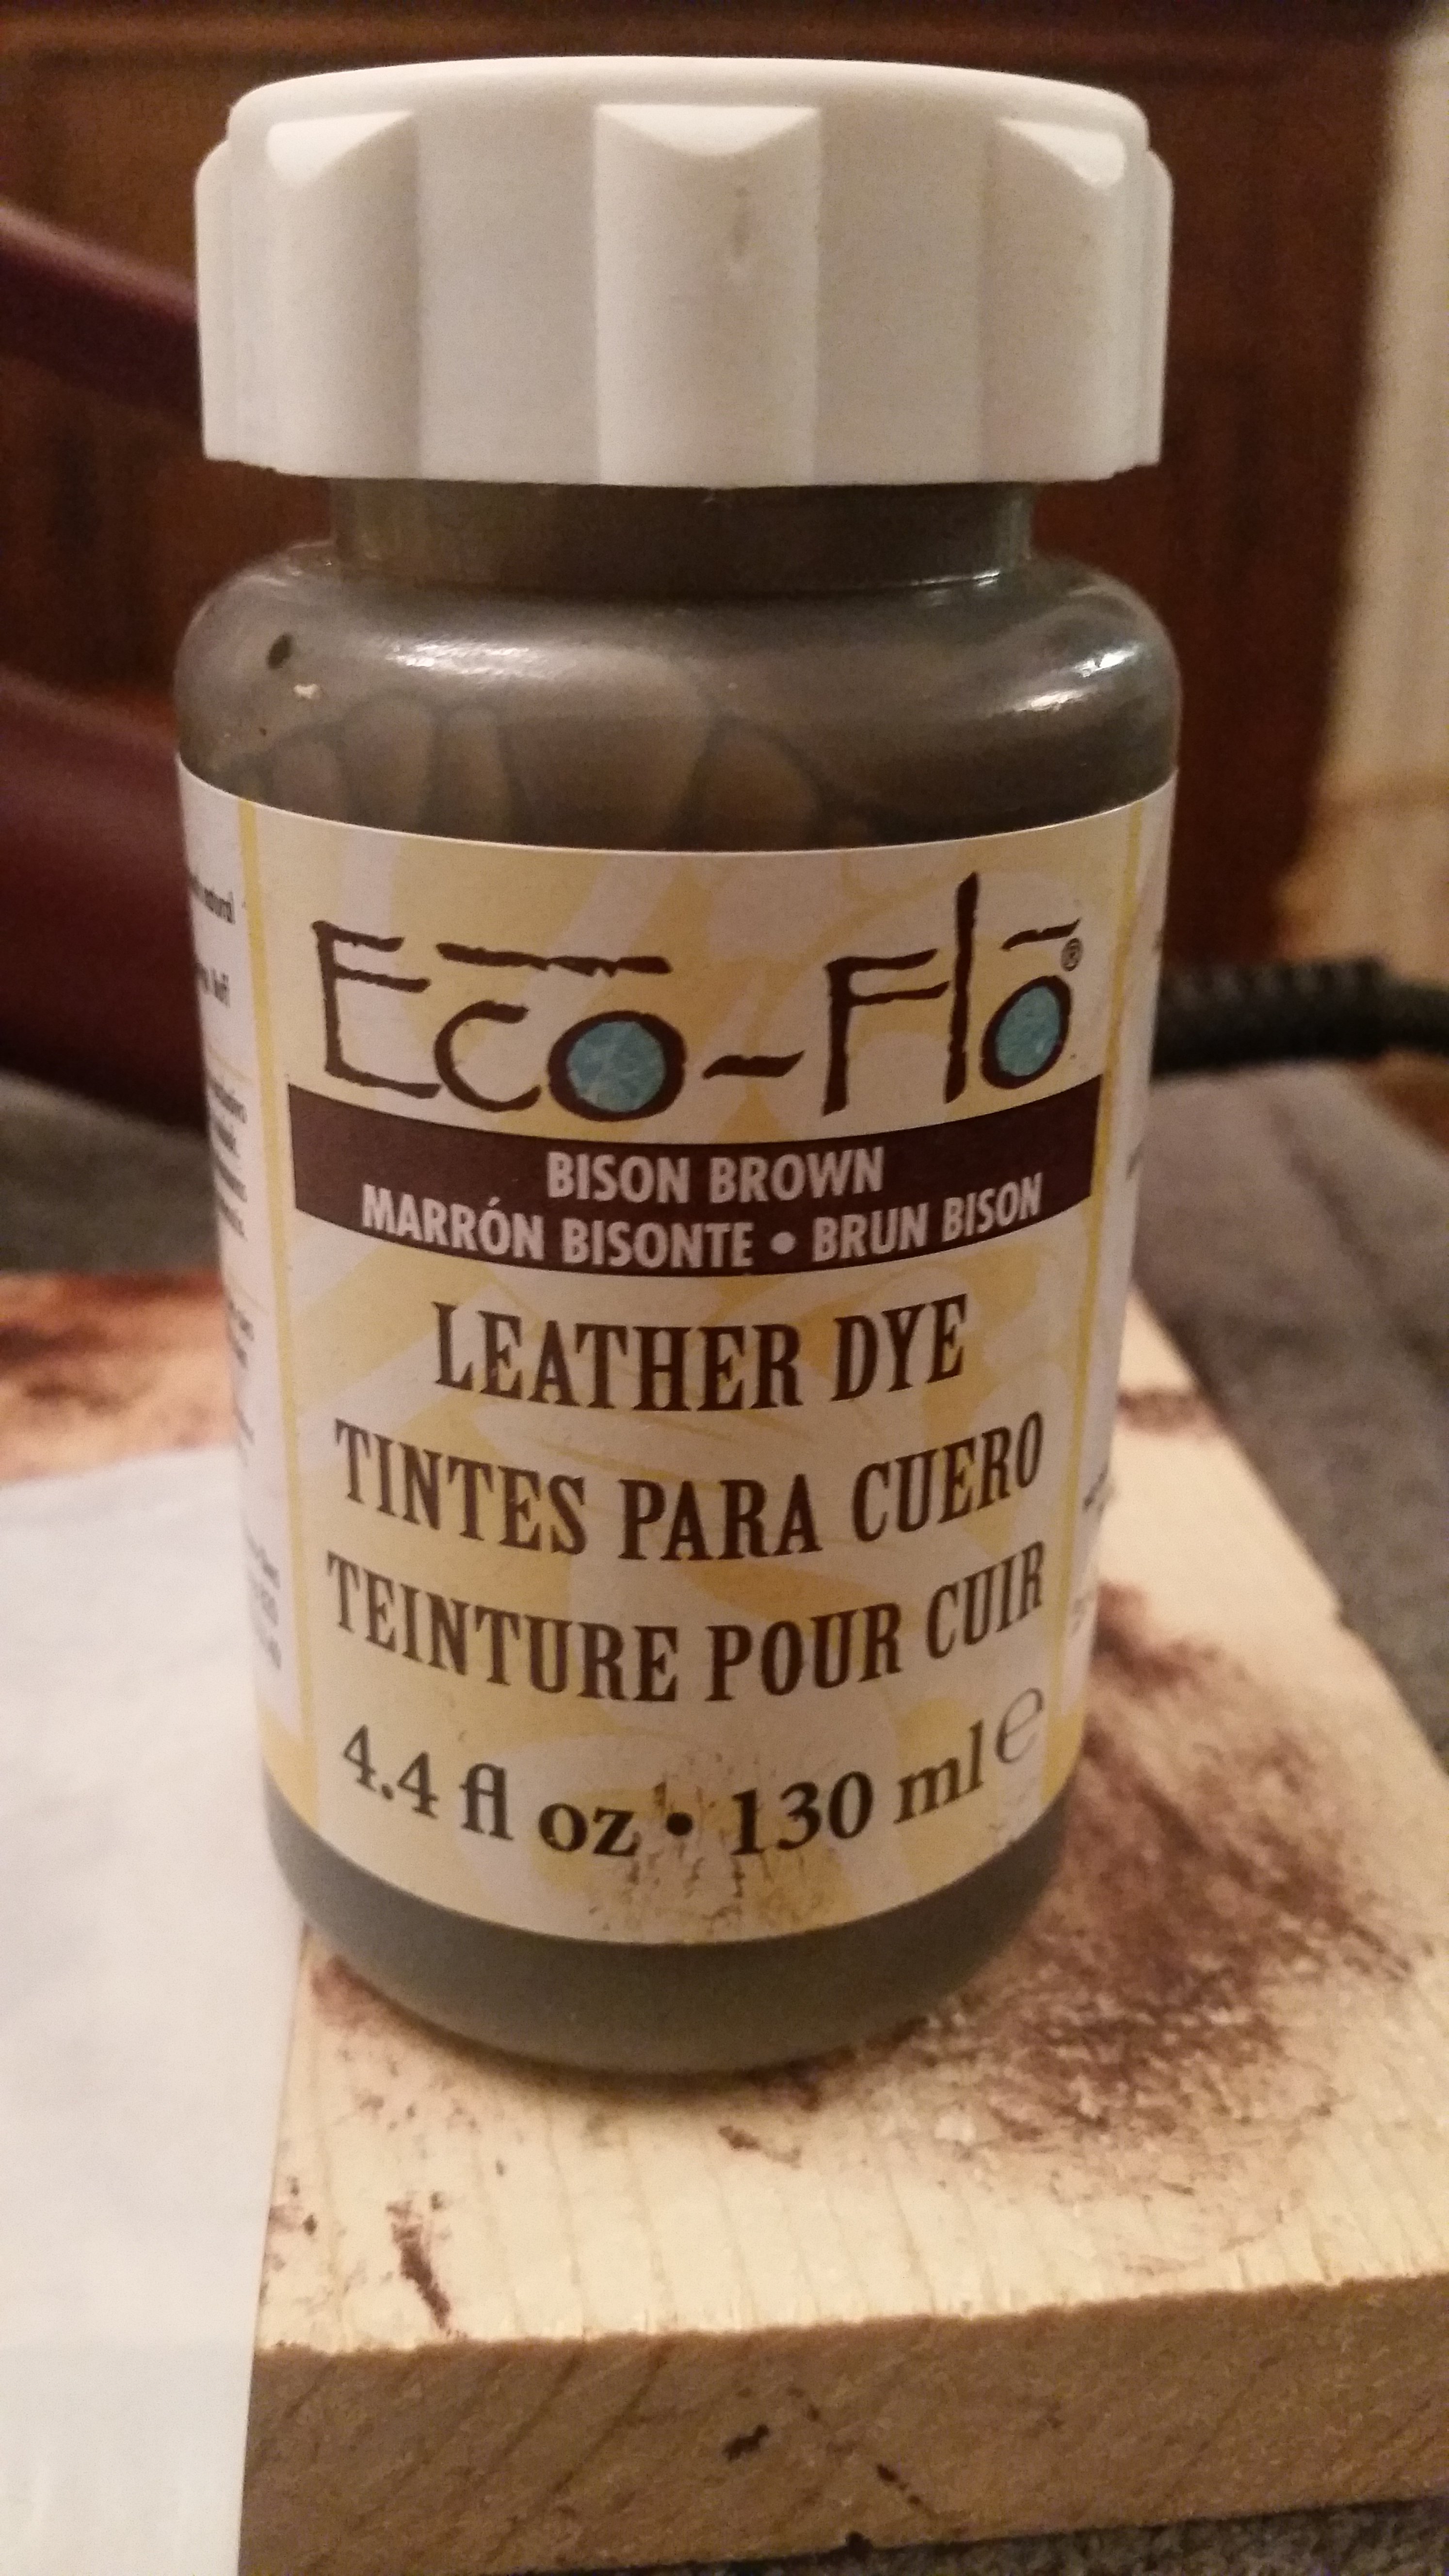 Eco-Flo®
BISON BROWN
MARRÓN BISONTE • BRUN BISON
LEATHER DYE
TINTES PARA CUERO
TEINTURE POUR CUIR
4.4 fl oz • 130 ml ℮
natural